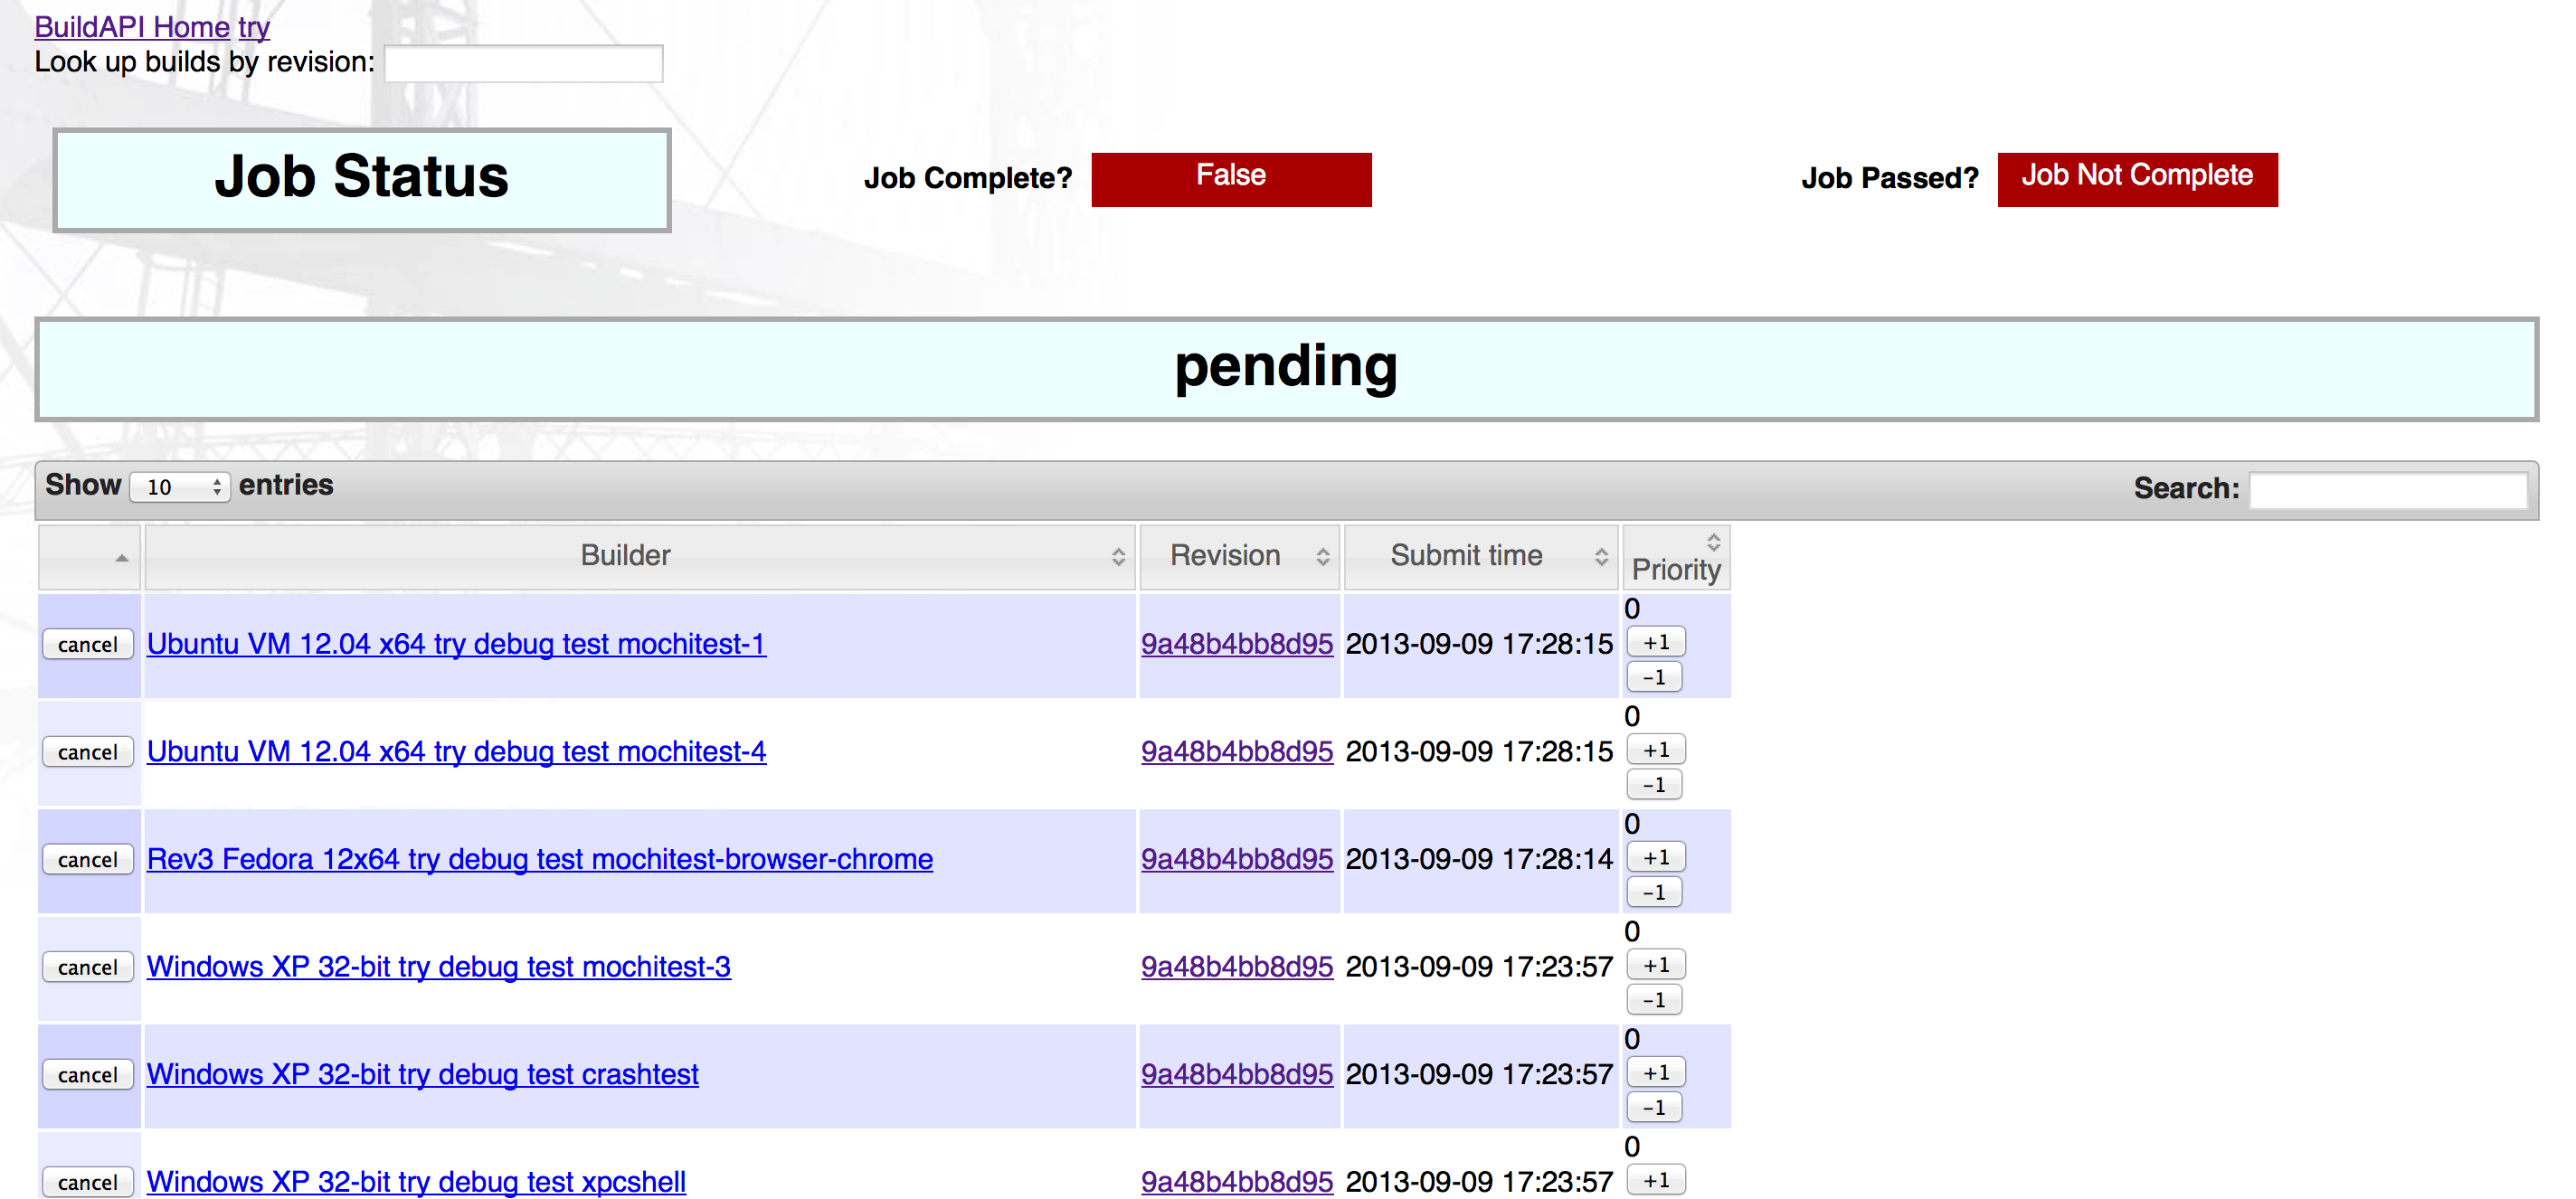 BuildAPI Home try
Look up builds by revision:
Job Status
Job Complete? False
Job Passed? Job Not Complete
pending
Show 10 entries
Search:
Builder Revision Submit time Priority
cancel Ubuntu VM 12.04 x64 try debug test mochitest-1 9a48b4bb8d95 2013-09-09 17:28:15 0
+1
-1
cancel Ubuntu VM 12.04 x64 try debug test mochitest-4 9a48b4bb8d95 2013-09-09 17:28:15 0
+1
-1
cancel Rev3 Fedora 12x64 try debug test mochitest-browser-chrome 9a48b4bb8d95 2013-09-09 17:28:14 0
+1
-1
cancel Windows XP 32-bit try debug test mochitest-3 9a48b4bb8d95 2013-09-09 17:23:57 0
+1
-1
cancel Windows XP 32-bit try debug test crashtest 9a48b4bb8d95 2013-09-09 17:23:57 0
+1
-1
cancel Windows XP 32-bit try debug test xpcshell 9a48b4bb8d95 2013-09-09 17:23:57 0
+1